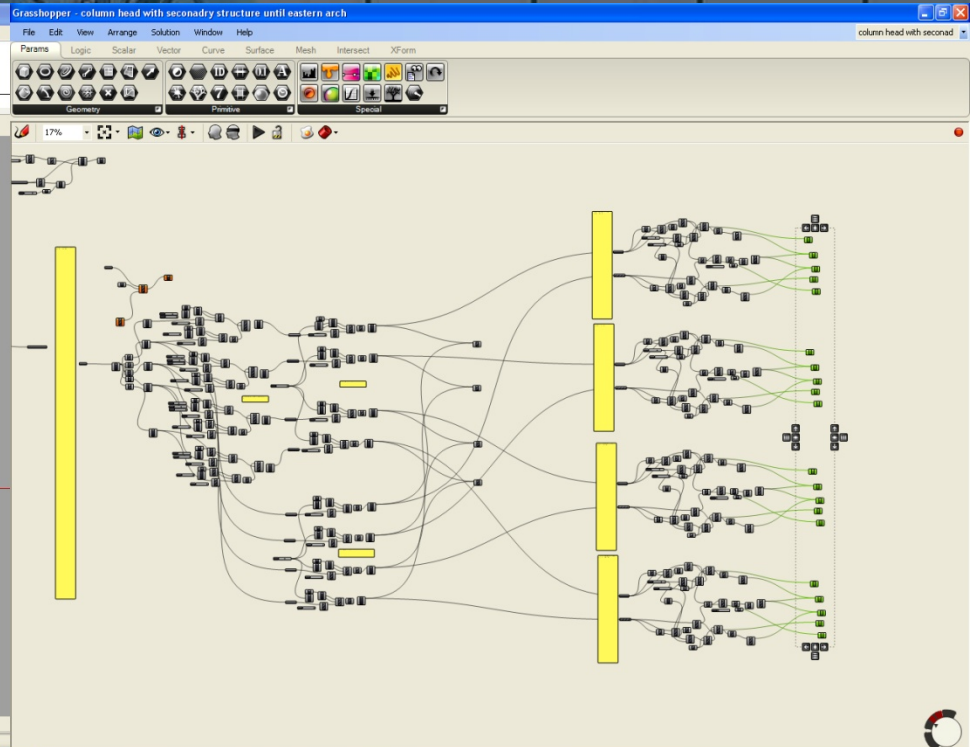 Grasshopper - column head with seconadry structure until eastern arch
File Edit View Arrange Solution Window Help
column head with seconad
Params Logic Scalar Vector Curve Surface Mesh Intersect XForm
Geometry Primitive Special
17%